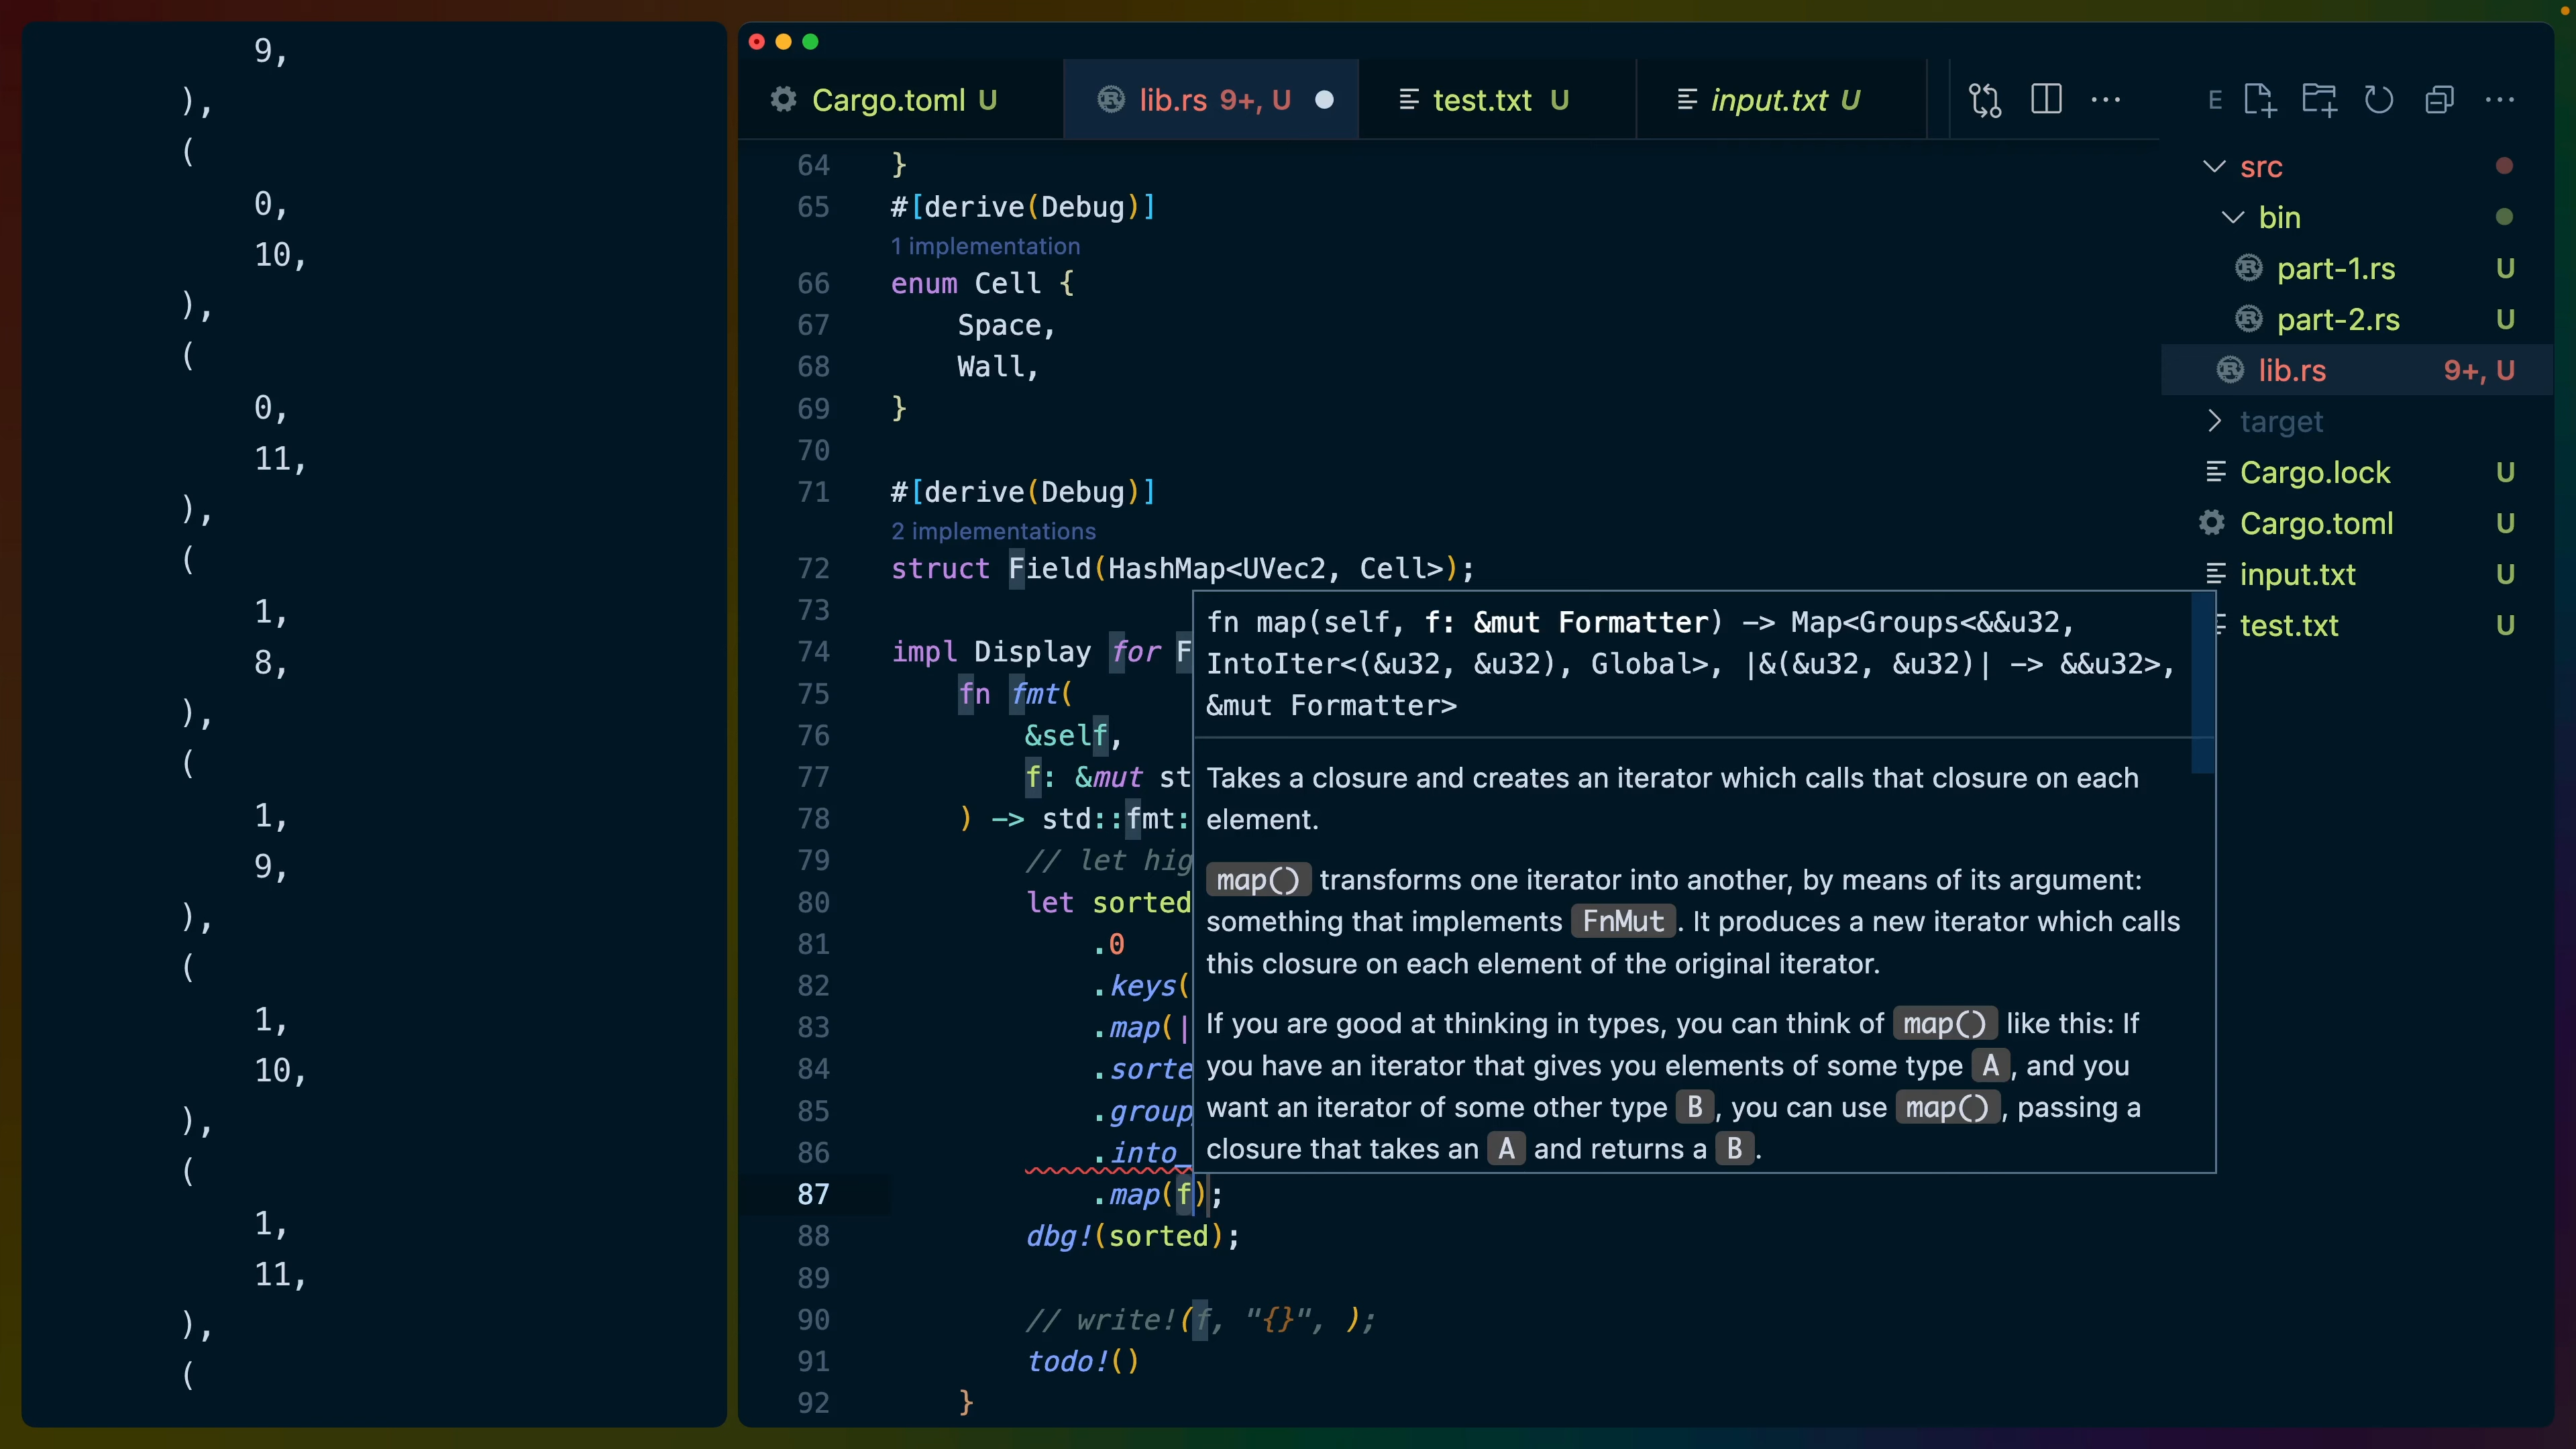 9,
),
(
0,
10,
),
(
0,
11,
),
(
1,
8,
),
(
1,
9,
),
(
1,
10,
),
(
1,
11,
),
(
Cargo.toml U
lib.rs 9+, U
test.txt U
input.txt U
64 }
65 #[derive(Debug)]
1 implementation
66 enum Cell {
67 Space,
68 Wall,
69 }
70
71 #[derive(Debug)]
2 implementations
72 struct Field(HashMap<UVec2, Cell>);
73
74 impl Display for F
75 fn fmt(
76 &self,
77 f: &mut st
78 ) -> std::fmt:
79 // let hig
80 let sorted
81 .0
82 .keys(
83 .map(|
84 .sorte
85 .group
86 .into_
87 .map(f);
88 dbg!(sorted);
89
90 // write!(f, "{}", );
91 todo!()
92 }
fn map(self, f: &mut Formatter) -> Map<Groups<&&u32,
IntoIter<(&u32, &u32), Global>, |&(&u32, &u32)| -> &&u32>,
&mut Formatter>
Takes a closure and creates an iterator which calls that closure on each
element.
map() transforms one iterator into another, by means of its argument:
something that implements FnMut. It produces a new iterator which calls
this closure on each element of the original iterator.
If you are good at thinking in types, you can think of map() like this: If
you have an iterator that gives you elements of some type A, and you
want an iterator of some other type B, you can use map(), passing a
closure that takes an A and returns a B.
E
src
bin
part-1.rs U
part-2.rs U
lib.rs 9+, U
target
Cargo.lock U
Cargo.toml U
input.txt U
test.txt U